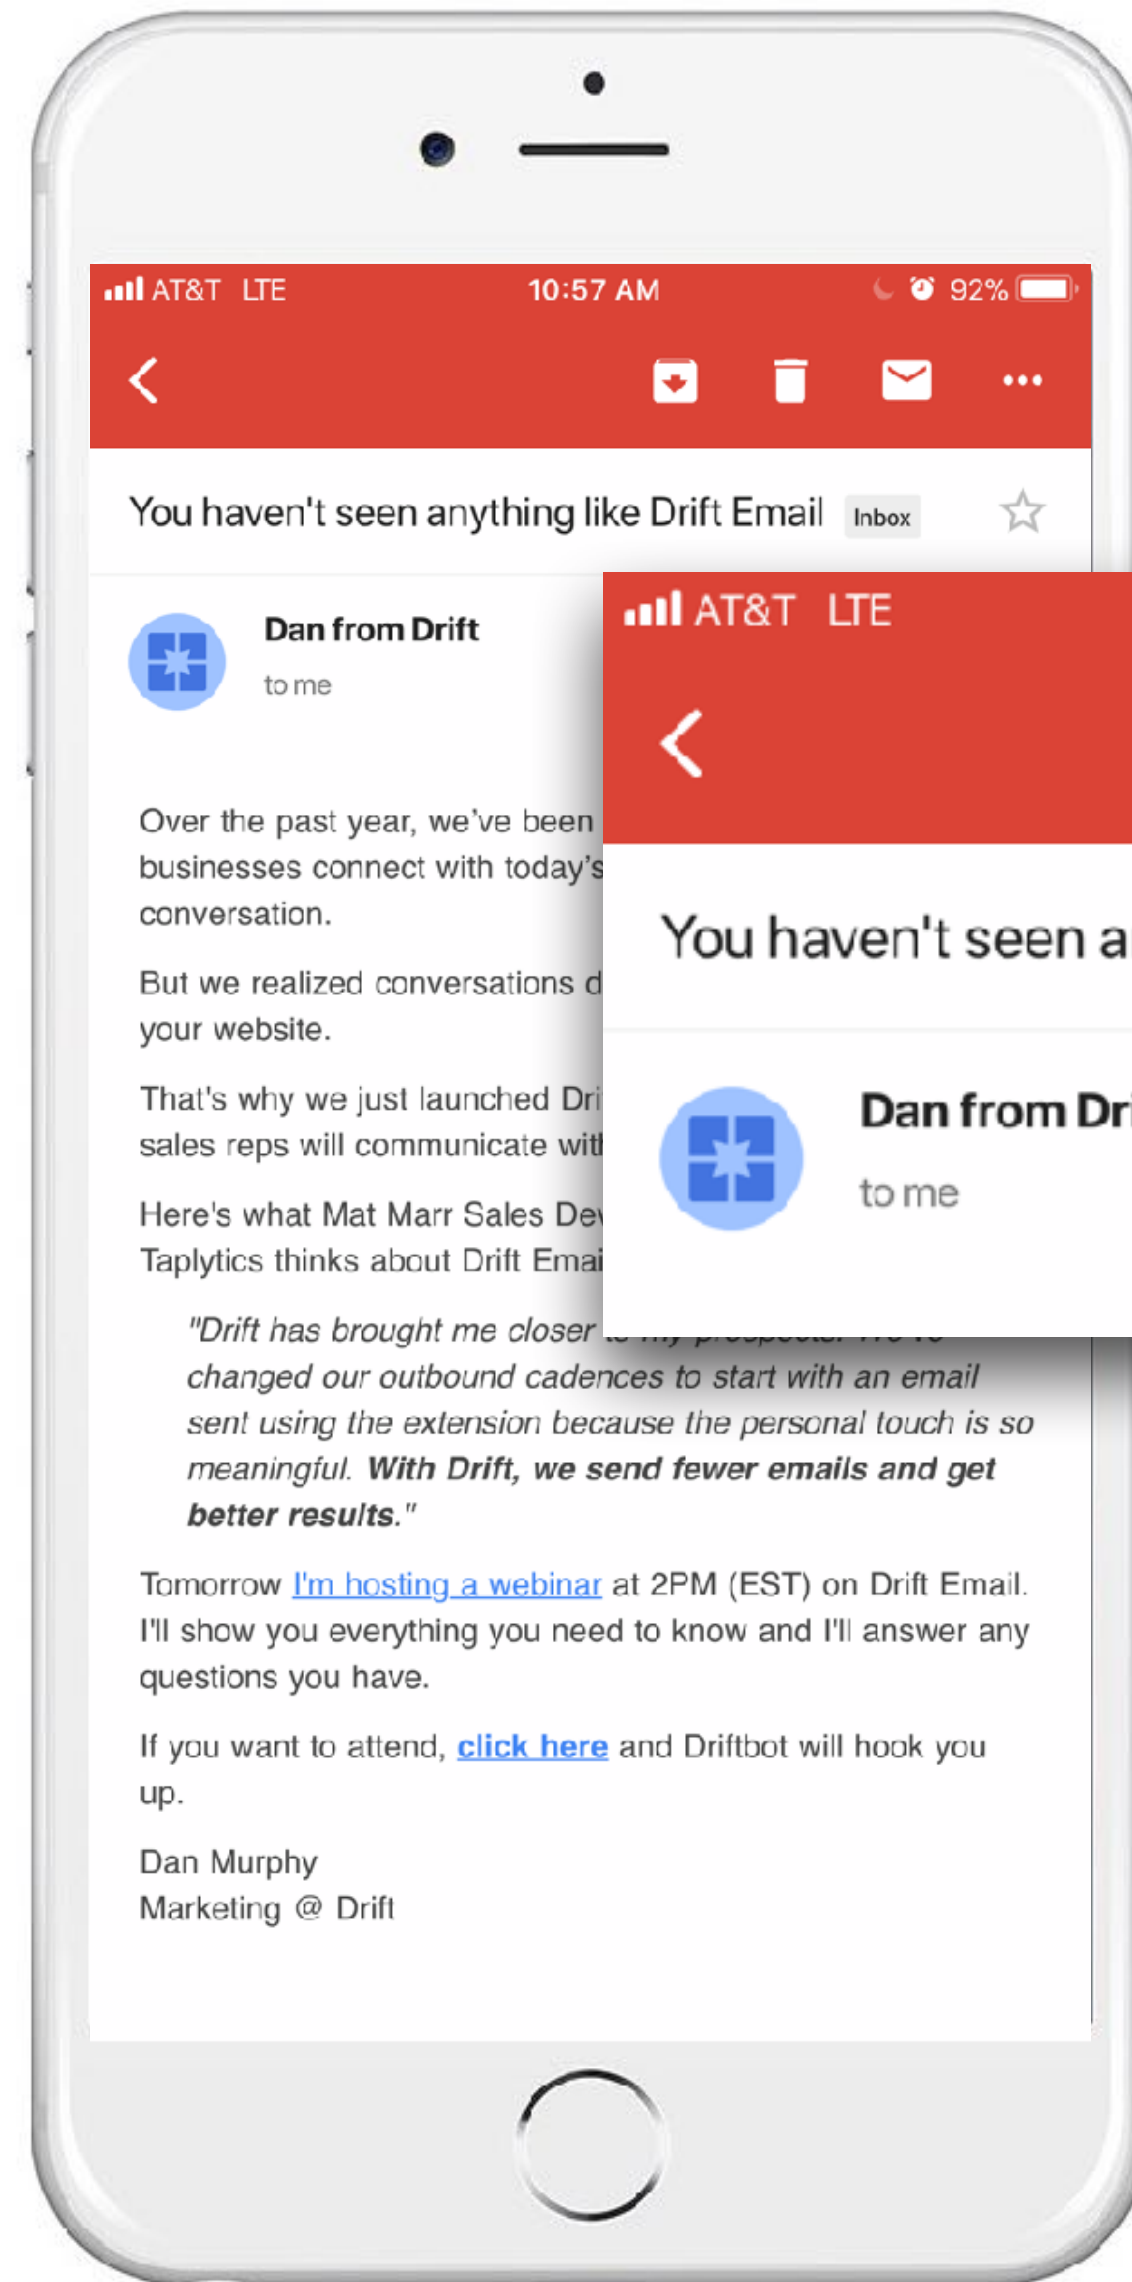 AT&T LTE 10:57 AM 92%
You haven't seen anything like Drift Email Inbox
Dan from Drift
to me
Over the past year, we've been
businesses connect with today's
conversation.
But we realized conversations
your website.
That's why we just launched
sales reps will communicate
Here's what Mat Marr Sales
Taplytics thinks about Drift
"Drift has brought me closer
changed our outbound cadences to start with an email
sent using the extension because the personal touch is so
meaningful. With Drift, we send fewer emails and get
better results."
Tomorrow I'm hosting a webinar at 2PM (EST) on Drift Email.
I'll show you everything you need to know and I'll answer any
questions you have.
If you want to attend, click here and Driftbot will hook you
up.
Dan Murphy
Marketing @ Drift
AT&T LTE
You haven't seen
Dan from
to me